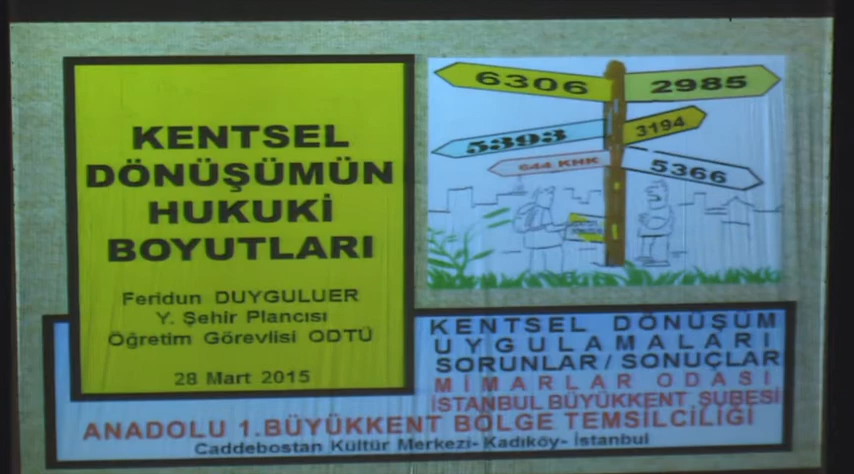 KENTSEL
DÖNÜŞÜMÜN
HUKUKİ
BOYUTLARI
Feridun DUYGULUER
Y. Şehir Plancısı
Öğretim Görevlisi ODTÜ
28 Mart 2015
6306
2985
5393
3194
644 KHK
5366
KENTSEL DÖNÜŞÜM
UYGULAMALARI
SORUNLAR / SONUÇLAR
MİMARLAR ODASI
İSTANBUL BÜYÜKKENT ŞUBESİ
ANADOLU 1.BÜYÜKKENT BÖLGE TEMSİLCİLİĞİ
Caddebostan Kültür Merkezi- Kadıköy- İstanbul